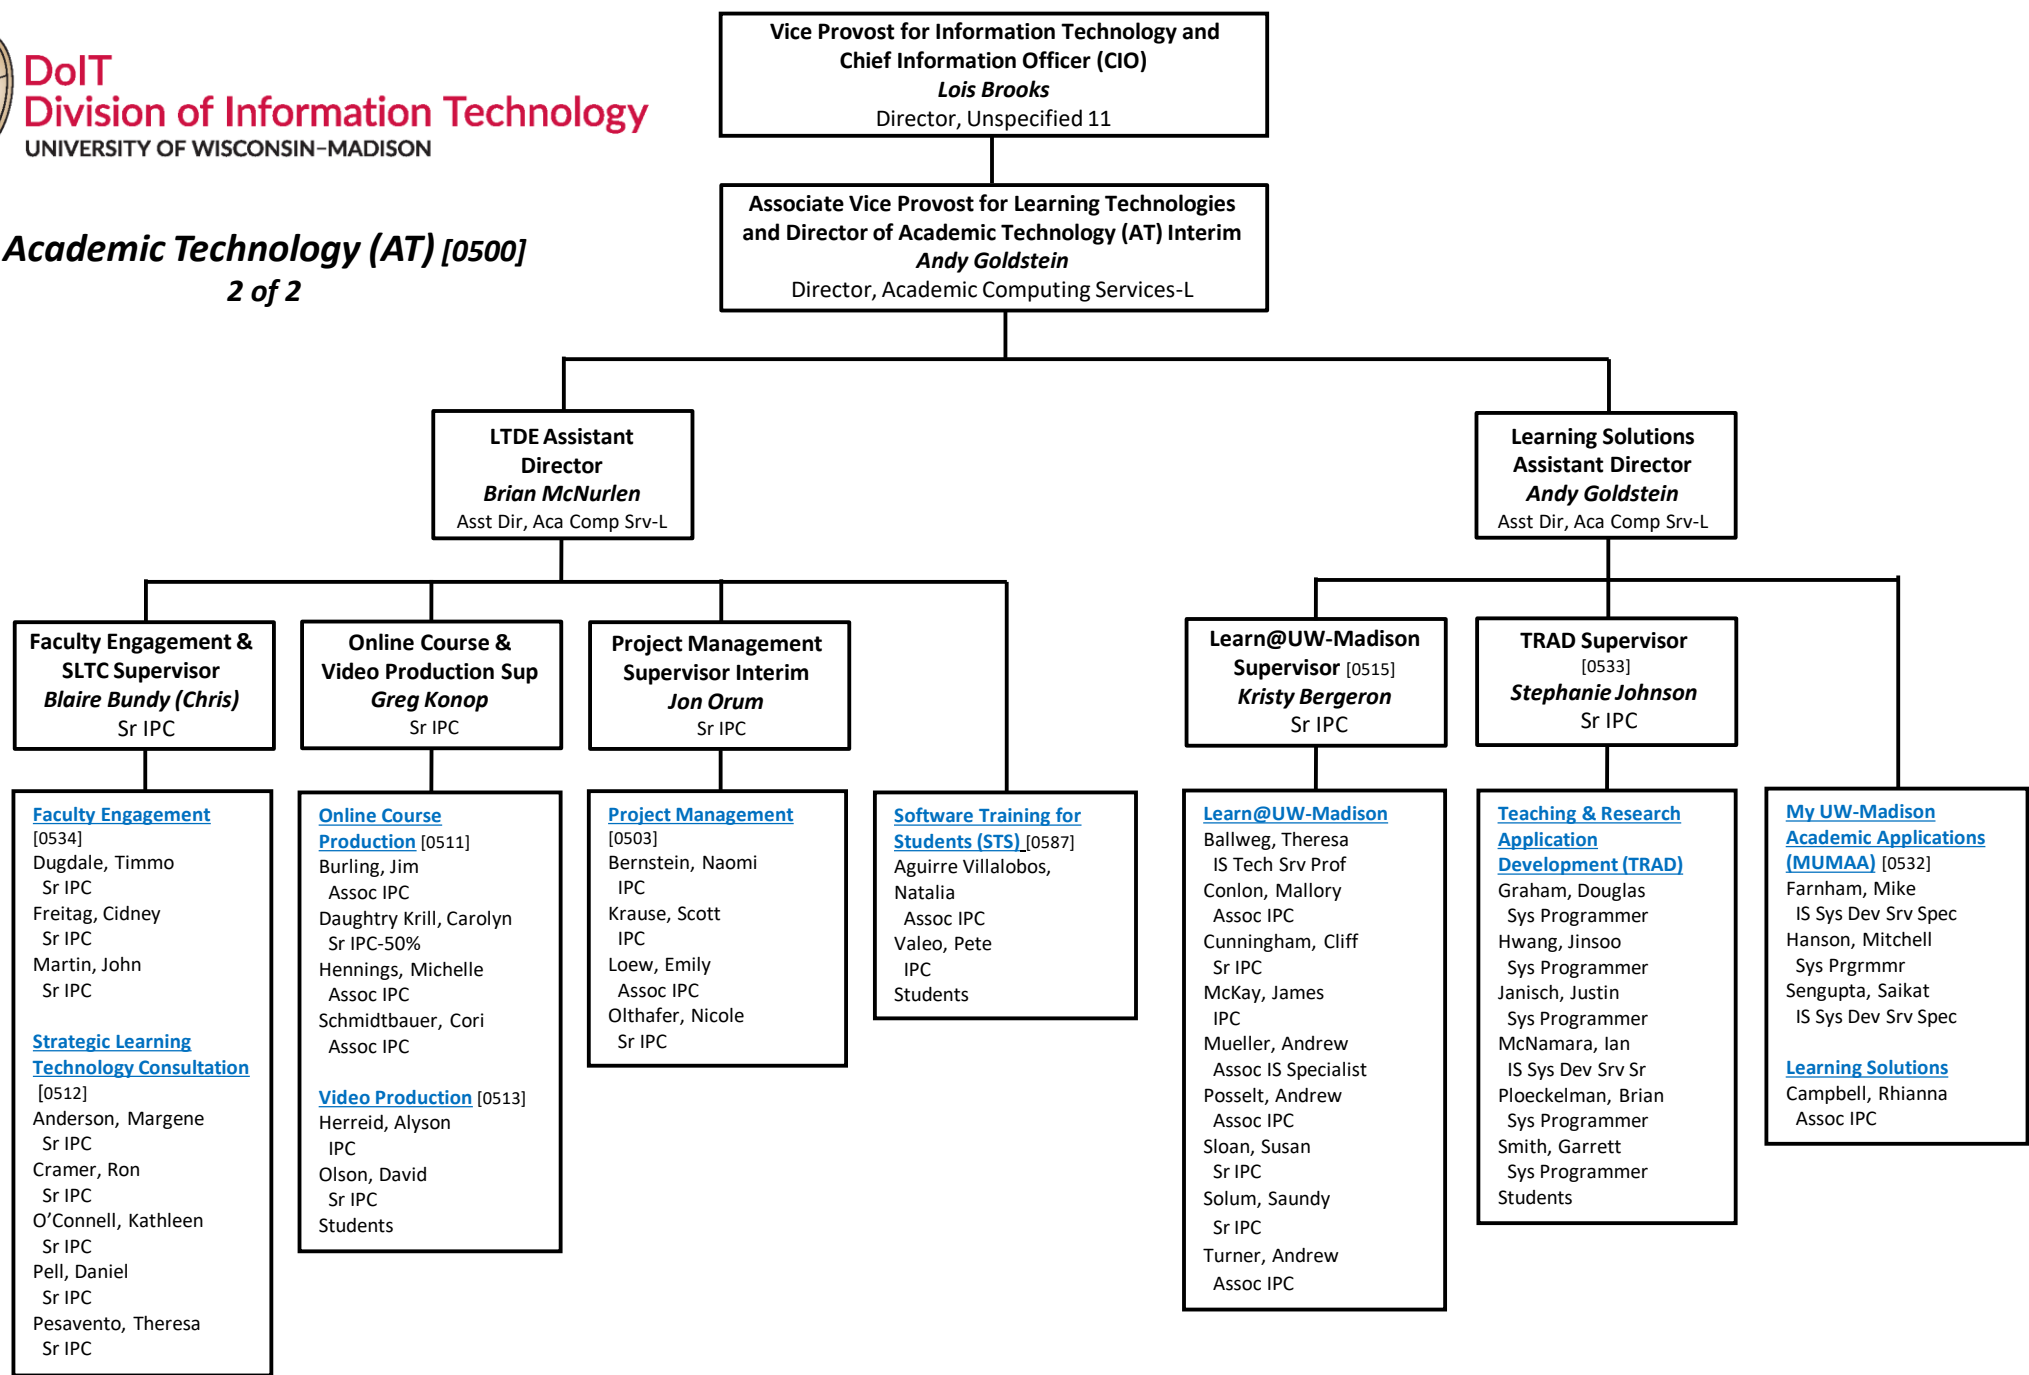 DoIT
Division of Information Technology
UNIVERSITY OF WISCONSIN–MADISON
Academic Technology (AT) [0500]
2 of 2
Vice Provost for Information Technology and
Chief Information Officer (CIO)
Lois Brooks
Director, Unspecified 11
Associate Vice Provost for Learning Technologies
and Director of Academic Technology (AT) Interim
Andy Goldstein
Director, Academic Computing Services-L
LTDE Assistant
Director
Brian McNurlen
Asst Dir, Aca Comp Srv-L
Learning Solutions
Assistant Director
Andy Goldstein
Asst Dir, Aca Comp Srv-L
Faculty Engagement &
SLTC Supervisor
Blaire Bundy (Chris)
Sr IPC
Online Course &
Video Production Sup
Greg Konop
Sr IPC
Project Management
Supervisor Interim
Jon Orum
Sr IPC
Learn@UW-Madison
Supervisor [0515]
Kristy Bergeron
Sr IPC
TRAD Supervisor
[0533]
Stephanie Johnson
Sr IPC
Faculty Engagement
[0534]
Dugdale, Timmo
Sr IPC
Freitag, Cidney
Sr IPC
Martin, John
Sr IPC
Strategic Learning
Technology Consultation
[0512]
Anderson, Margene
Sr IPC
Cramer, Ron
Sr IPC
O’Connell, Kathleen
Sr IPC
Pell, Daniel
Sr IPC
Pesavento, Theresa
Sr IPC
Online Course
Production [0511]
Burling, Jim
Assoc IPC
Daughtry Krill, Carolyn
Sr IPC-50%
Hennings, Michelle
Assoc IPC
Schmidtbauer, Cori
Assoc IPC
Video Production [0513]
Herreid, Alyson
IPC
Olson, David
Sr IPC
Students
Project Management
[0503]
Bernstein, Naomi
IPC
Krause, Scott
IPC
Loew, Emily
Assoc IPC
Olthafer, Nicole
Sr IPC
Software Training for
Students (STS) [0587]
Aguirre Villalobos,
Natalia
Assoc IPC
Valeo, Pete
IPC
Students
Learn@UW-Madison
Ballweg, Theresa
IS Tech Srv Prof
Conlon, Mallory
Assoc IPC
Cunningham, Cliff
Sr IPC
McKay, James
IPC
Mueller, Andrew
Assoc IS Specialist
Posselt, Andrew
Assoc IPC
Sloan, Susan
Sr IPC
Solum, Saundy
Sr IPC
Turner, Andrew
Assoc IPC
Teaching & Research
Application
Development (TRAD)
Graham, Douglas
Sys Programmer
Hwang, Jinsoo
Sys Programmer
Janisch, Justin
Sys Programmer
McNamara, Ian
IS Sys Dev Srv Sr
Ploeckelman, Brian
Sys Programmer
Smith, Garrett
Sys Programmer
Students
My UW-Madison
Academic Applications
(MUMAA) [0532]
Farnham, Mike
IS Sys Dev Srv Spec
Hanson, Mitchell
Sys Prgrmmr
Sengupta, Saikat
IS Sys Dev Srv Spec
Learning Solutions
Campbell, Rhianna
Assoc IPC